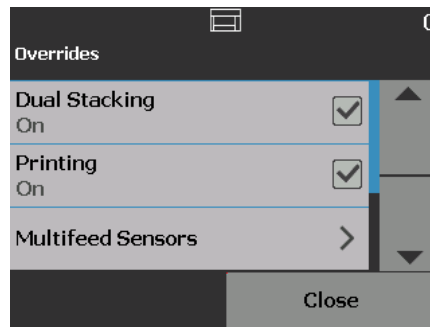 Overrides
Dual Stacking
On
Printing
On
Multifeed Sensors
Close